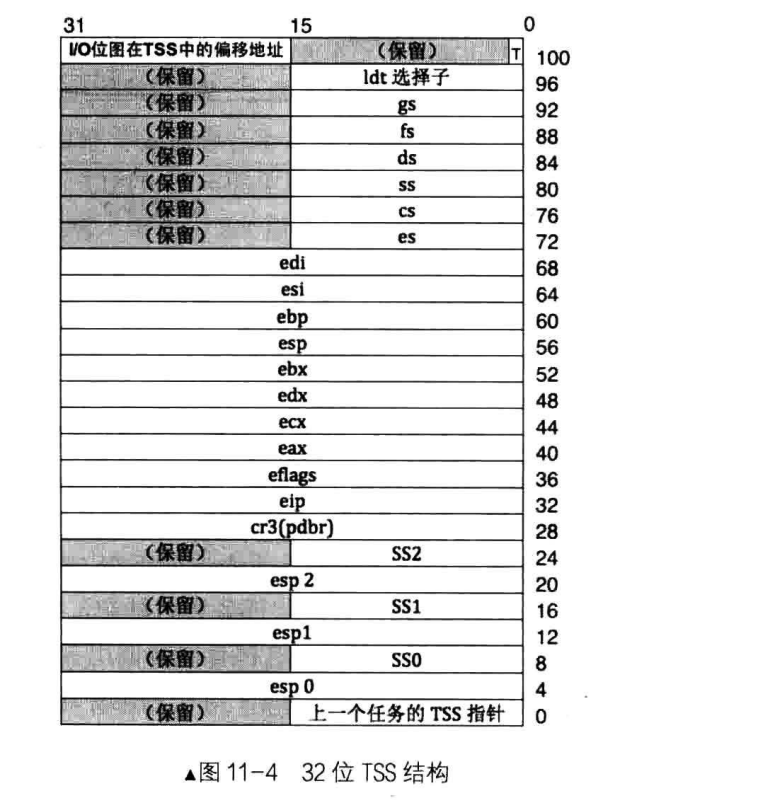 31 15 0
I/O位图在TSS中的偏移地址 (保留) T 100
(保留) ldt 选择子 96
(保留) gs 92
(保留) fs 88
(保留) ds 84
(保留) ss 80
(保留) cs 76
(保留) es 72
edi 68
esi 64
ebp 60
esp 56
ebx 52
edx 48
ecx 44
eax 40
eflags 36
eip 32
cr3(pdbr) 28
(保留) SS2 24
esp 2 20
(保留) SS1 16
esp1 12
(保留) SS0 8
esp 0 4
(保留) 上一个任务的 TSS 指针 0
▲图 11-4 32 位 TSS 结构